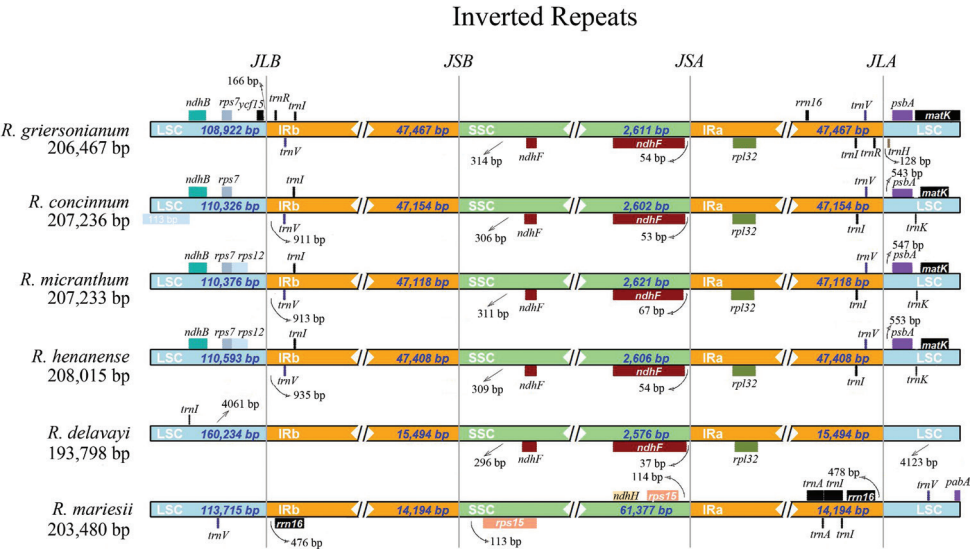 Inverted Repeats
JLB JSB JSA JLA
166 bp
ndhB rps7 ycf15 trnR trnI rrn16 trnV psbA matK
R. griersonianum LSC 108,922 bp IRb 47,467 bp SSC 2,611 bp IRa 47,467 bp LSC
206,467 bp trnV 314 bp ndhF ndhF 54 bp rpl32 trnI trnR trnH 128 bp
543 bp
ndhB rps7 trnI trnV psbA matK
R. concinnum LSC 110,326 bp IRb 47,154 bp SSC 2,602 bp IRa 47,154 bp LSC
207,236 bp 113 bp trnV 911 bp 306 bp ndhF ndhF 53 bp rpl32 trnI trnK
547 bp
ndhB rps7 rps12 trnI trnV psbA matK
R. micranthum LSC 110,376 bp IRb 47,118 bp SSC 2,621 bp IRa 47,118 bp LSC
207,233 bp trnV 913 bp 311 bp ndhF ndhF 67 bp rpl32 trnI trnK
553 bp
ndhB rps7 rps12 trnI trnV psbA matK
R. henanense LSC 110,593 bp IRb 47,408 bp SSC 2,606 bp IRa 47,408 bp LSC
208,015 bp trnV 935 bp 309 bp ndhF ndhF 54 bp rpl32 trnI trnK
trnI 4061 bp
R. delavayi LSC 160,234 bp IRb 15,494 bp SSC 2,576 bp IRa 15,494 bp LSC
193,798 bp 296 bp ndhF ndhF 37 bp rpl32 4123 bp
114 bp 478 bp
ndhH rps15 trnA trnI rrn16 trnV pabA
R. mariesii LSC 113,715 bp IRb 14,194 bp SSC 61,377 bp IRa 14,194 bp LSC
203,480 bp trnV rrn16 476 bp rps15 113 bp trnA trnI